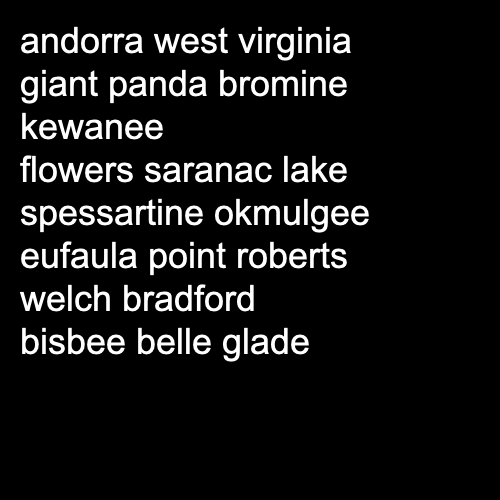 andorra west virginia
giant panda bromine
kewanee
flowers saranac lake
spessartine okmulgee
eufaula point roberts
welch bradford
bisbee belle glade